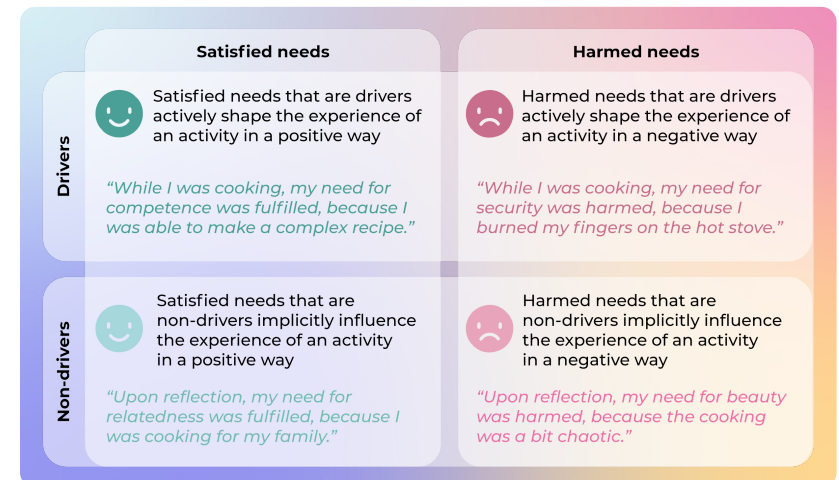 Satisfied needs
Harmed needs
Drivers
Satisfied needs that are drivers
actively shape the experience of
an activity in a positive way
“While I was cooking, my need for
competence was fulfilled, because I
was able to make a complex recipe.”
Harmed needs that are drivers
actively shape the experience of
an activity in a negative way
“While I was cooking, my need for
security was harmed, because I
burned my fingers on the hot stove.”
Non-drivers
Satisfied needs that are
non-drivers implicitly influence
the experience of an activity
in a positive way
“Upon reflection, my need for
relatedness was fulfilled, because I
was cooking for my family.”
Harmed needs that are
non-drivers implicitly influence
the experience of an activity
in a negative way
“Upon reflection, my need for beauty
was harmed, because the cooking
was a bit chaotic.”